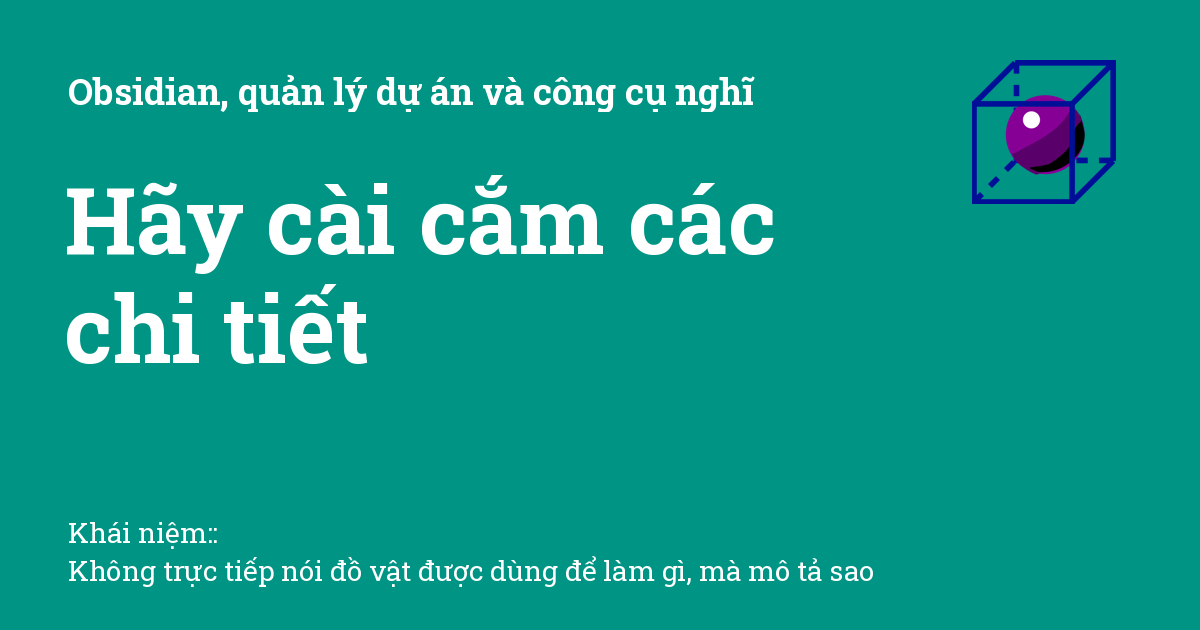 Obsidian, quản lý dự án và công cụ nghĩ
Hãy cài cắm các
chi tiết
Khái niệm::
Không trực tiếp nói đồ vật được dùng để làm gì, mà mô tả sao